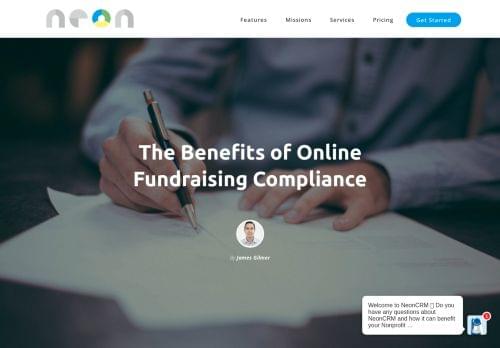 neon
Features Missions Services Pricing Get Started
The Benefits of Online
Fundraising Compliance
By James Gilmer
Welcome to NeonCRM ▯ Do you
have any questions about
NeonCRM and how it can benefit
your Nonprofit ...
1